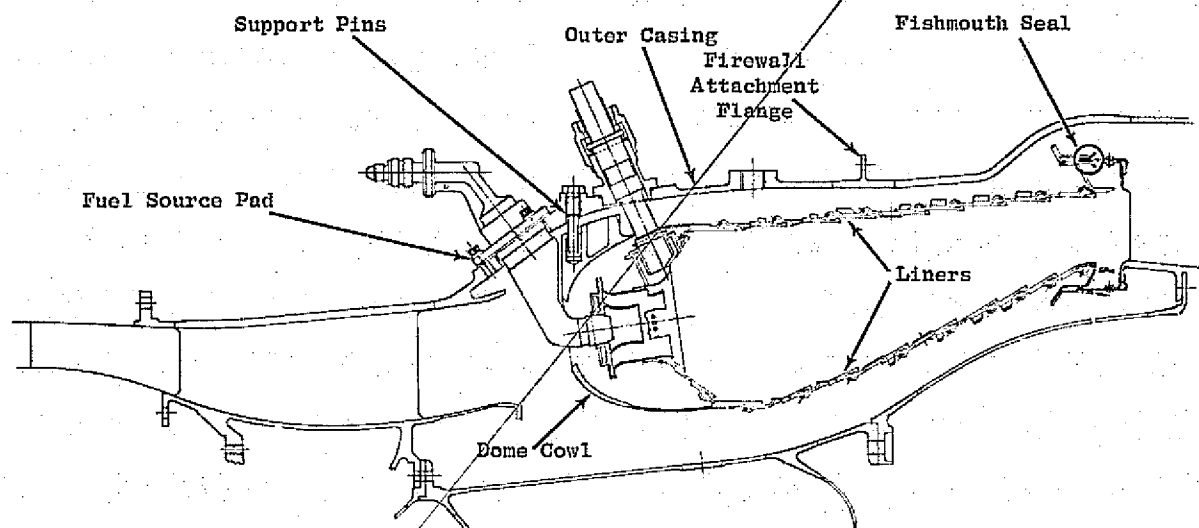 Support Pins
Outer Casing
Fishmouth Seal
Firewall
Attachment
Flange
Fuel Source Pad
Liners
Dome Cowl